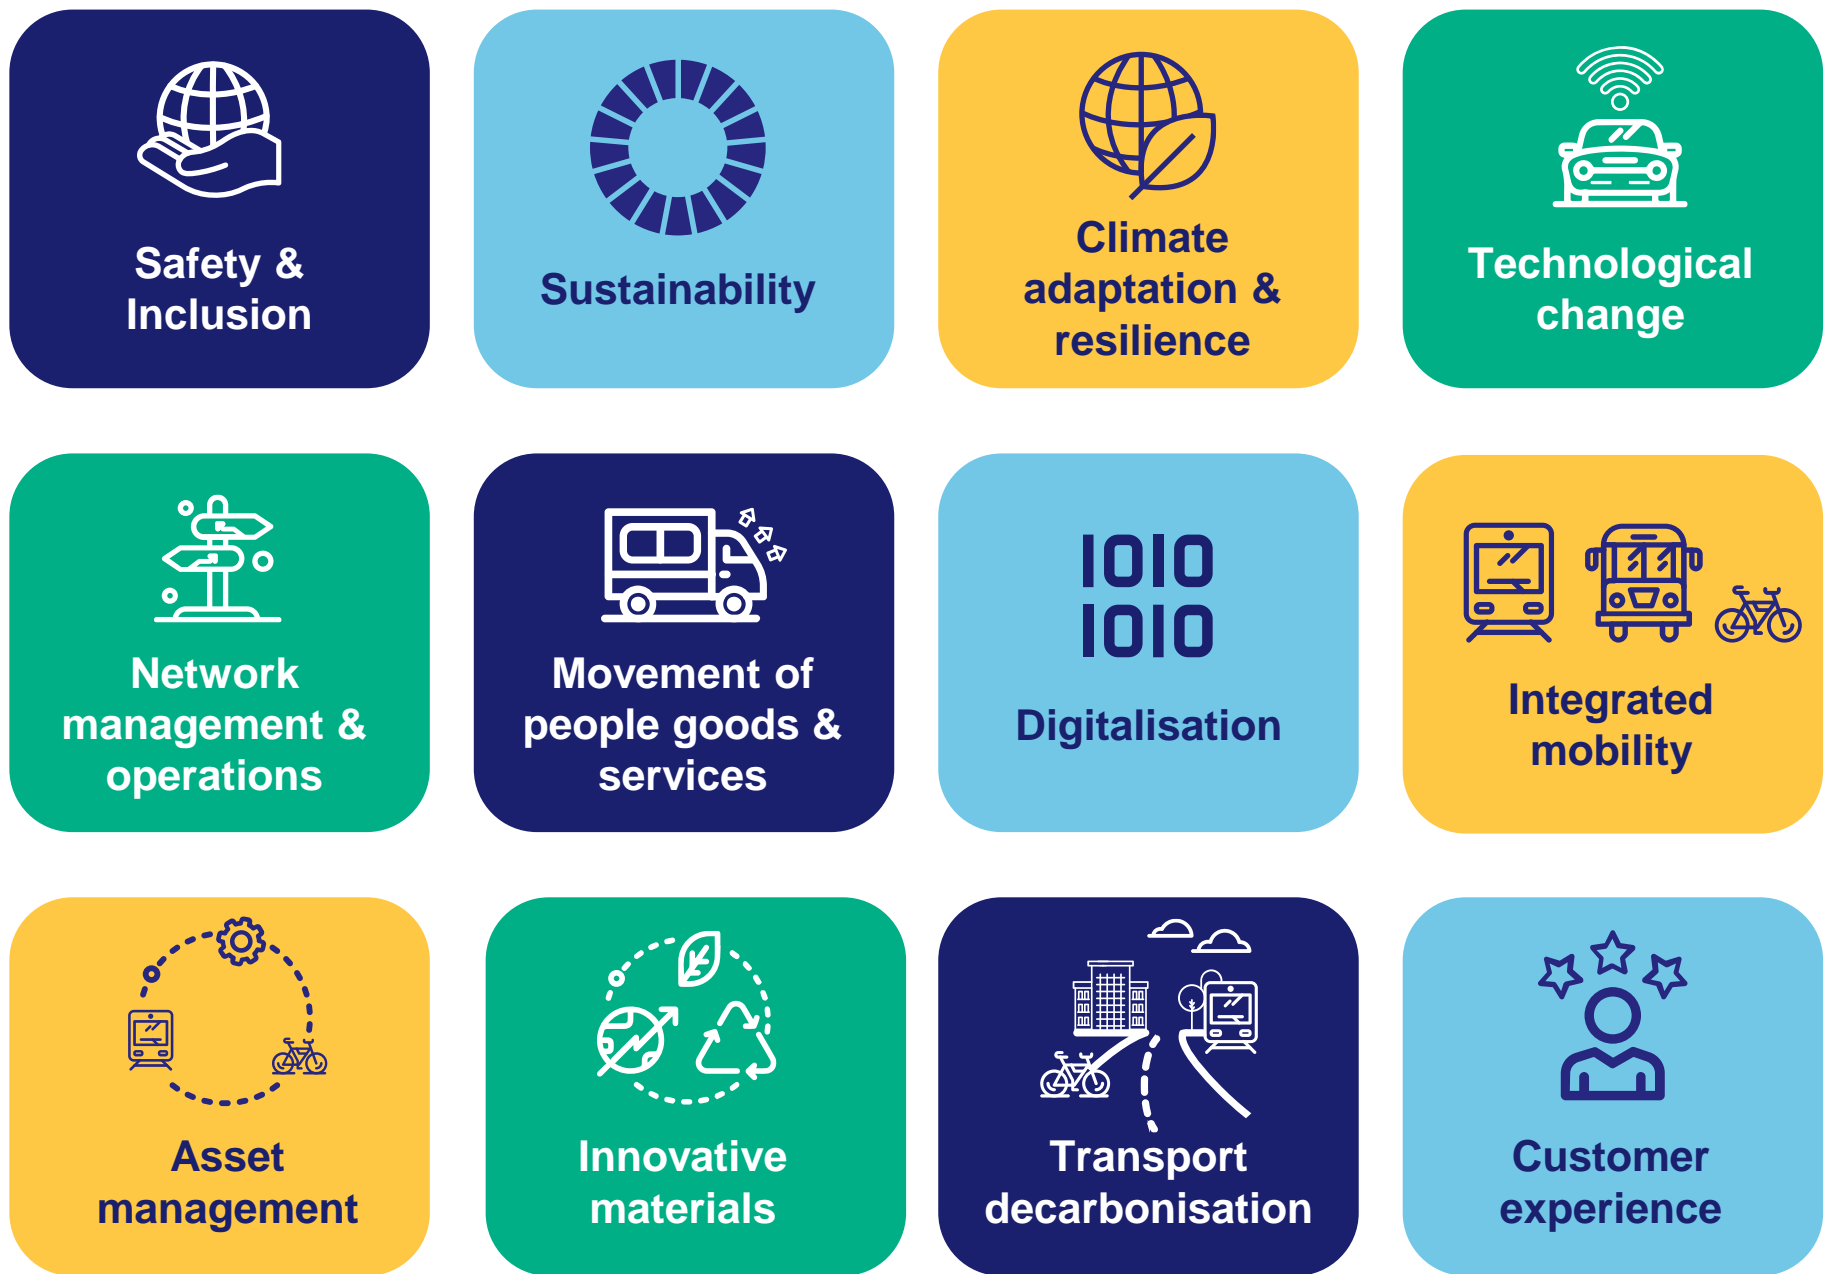 Safety &
Inclusion
Sustainability
Climate
adaptation &
resilience
Technological
change
Network
management &
operations
Movement of
people goods &
services
1010
1010
Digitalisation
Integrated
mobility
Asset
management
Innovative
materials
Transport
decarbonisation
Customer
experience